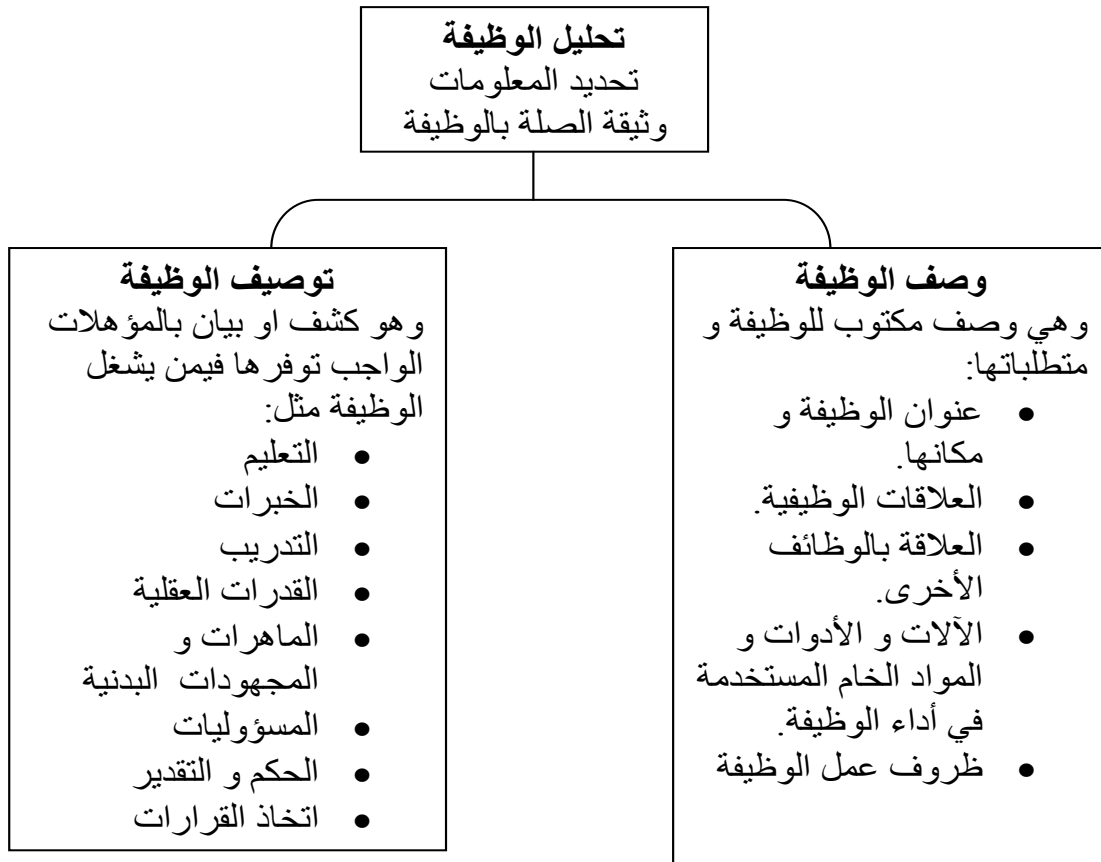 تحليل الوظيفة
تحديد المعلومات
وثيقة الصلة بالوظيفة
وصف الوظيفة
وهي وصف مكتوب للوظيفة و
متطلباتها:
● عنوان الوظيفة و
مكانها.
● العلاقات الوظيفية.
● العلاقة بالوظائف
الأخرى.
● الآلات و الأدوات و
المواد الخام المستخدمة
في أداء الوظيفة.
● ظروف عمل الوظيفة
توصيف الوظيفة
وهو كشف او بيان بالمؤهلات
الواجب توفرها فيمن يشغل
الوظيفة مثل:
● التعليم
● الخبرات
● التدريب
● القدرات العقلية
● الماهرات و
المجهودات البدنية
● المسؤوليات
● الحكم و التقدير
● اتخاذ القرارات